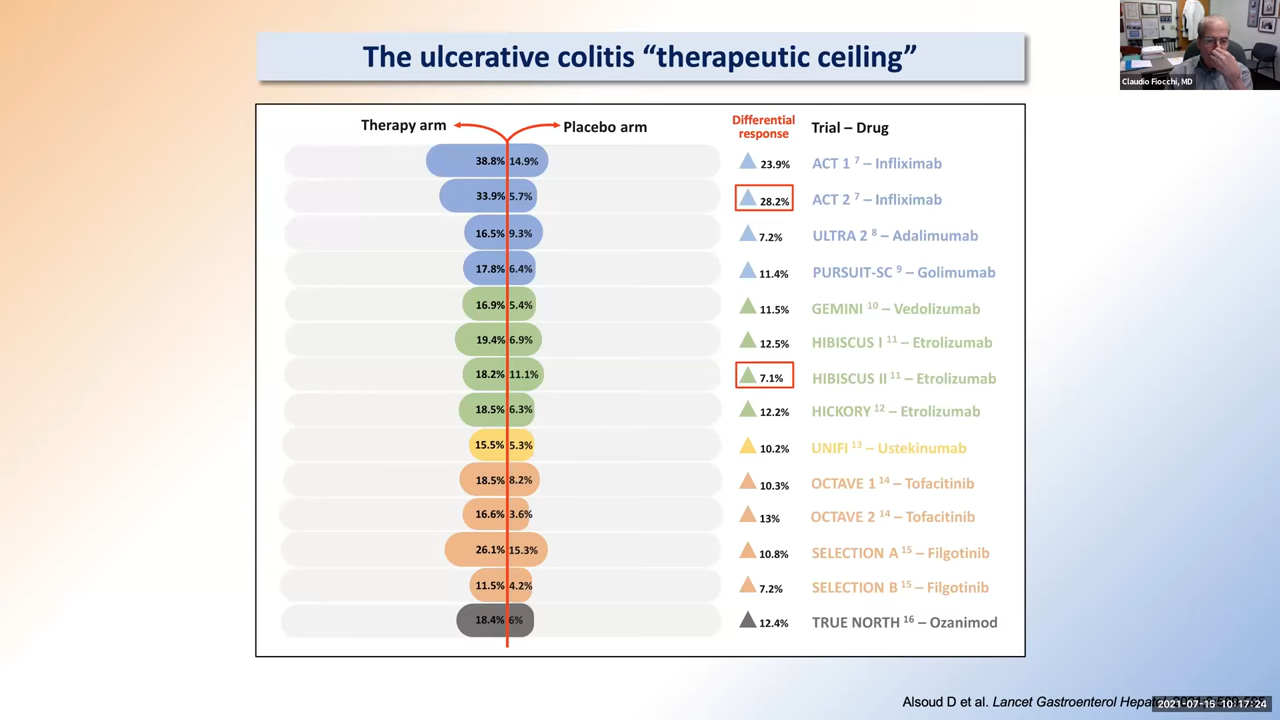 The ulcerative colitis “therapeutic ceiling”
Claudio Fiocchi, MD
Therapy arm Placebo arm Differential response Trial – Drug
38.8% 14.9% 23.9% ACT 1 7 – Infliximab
33.9% 5.7% 28.2% ACT 2 7 – Infliximab
16.5% 9.3% 7.2% ULTRA 2 8 – Adalimumab
17.8% 6.4% 11.4% PURSUIT-SC 9 – Golimumab
16.9% 5.4% 11.5% GEMINI 10 – Vedolizumab
19.4% 6.9% 12.5% HIBISCUS I 11 – Etrolizumab
18.2% 11.1% 7.1% HIBISCUS II 11 – Etrolizumab
18.5% 6.3% 12.2% HICKORY 12 – Etrolizumab
15.5% 5.3% 10.2% UNIFI 13 – Ustekinumab
18.5% 8.2% 10.3% OCTAVE 1 14 – Tofacitinib
16.6% 3.6% 13% OCTAVE 2 14 – Tofacitinib
26.1% 15.3% 10.8% SELECTION A 15 – Filgotinib
11.5% 4.2% 7.2% SELECTION B 15 – Filgotinib
18.4% 6% 12.4% TRUE NORTH 16 – Ozanimod
Alsoud D et al. Lancet Gastroenterol
2021-07-15 10:17:24